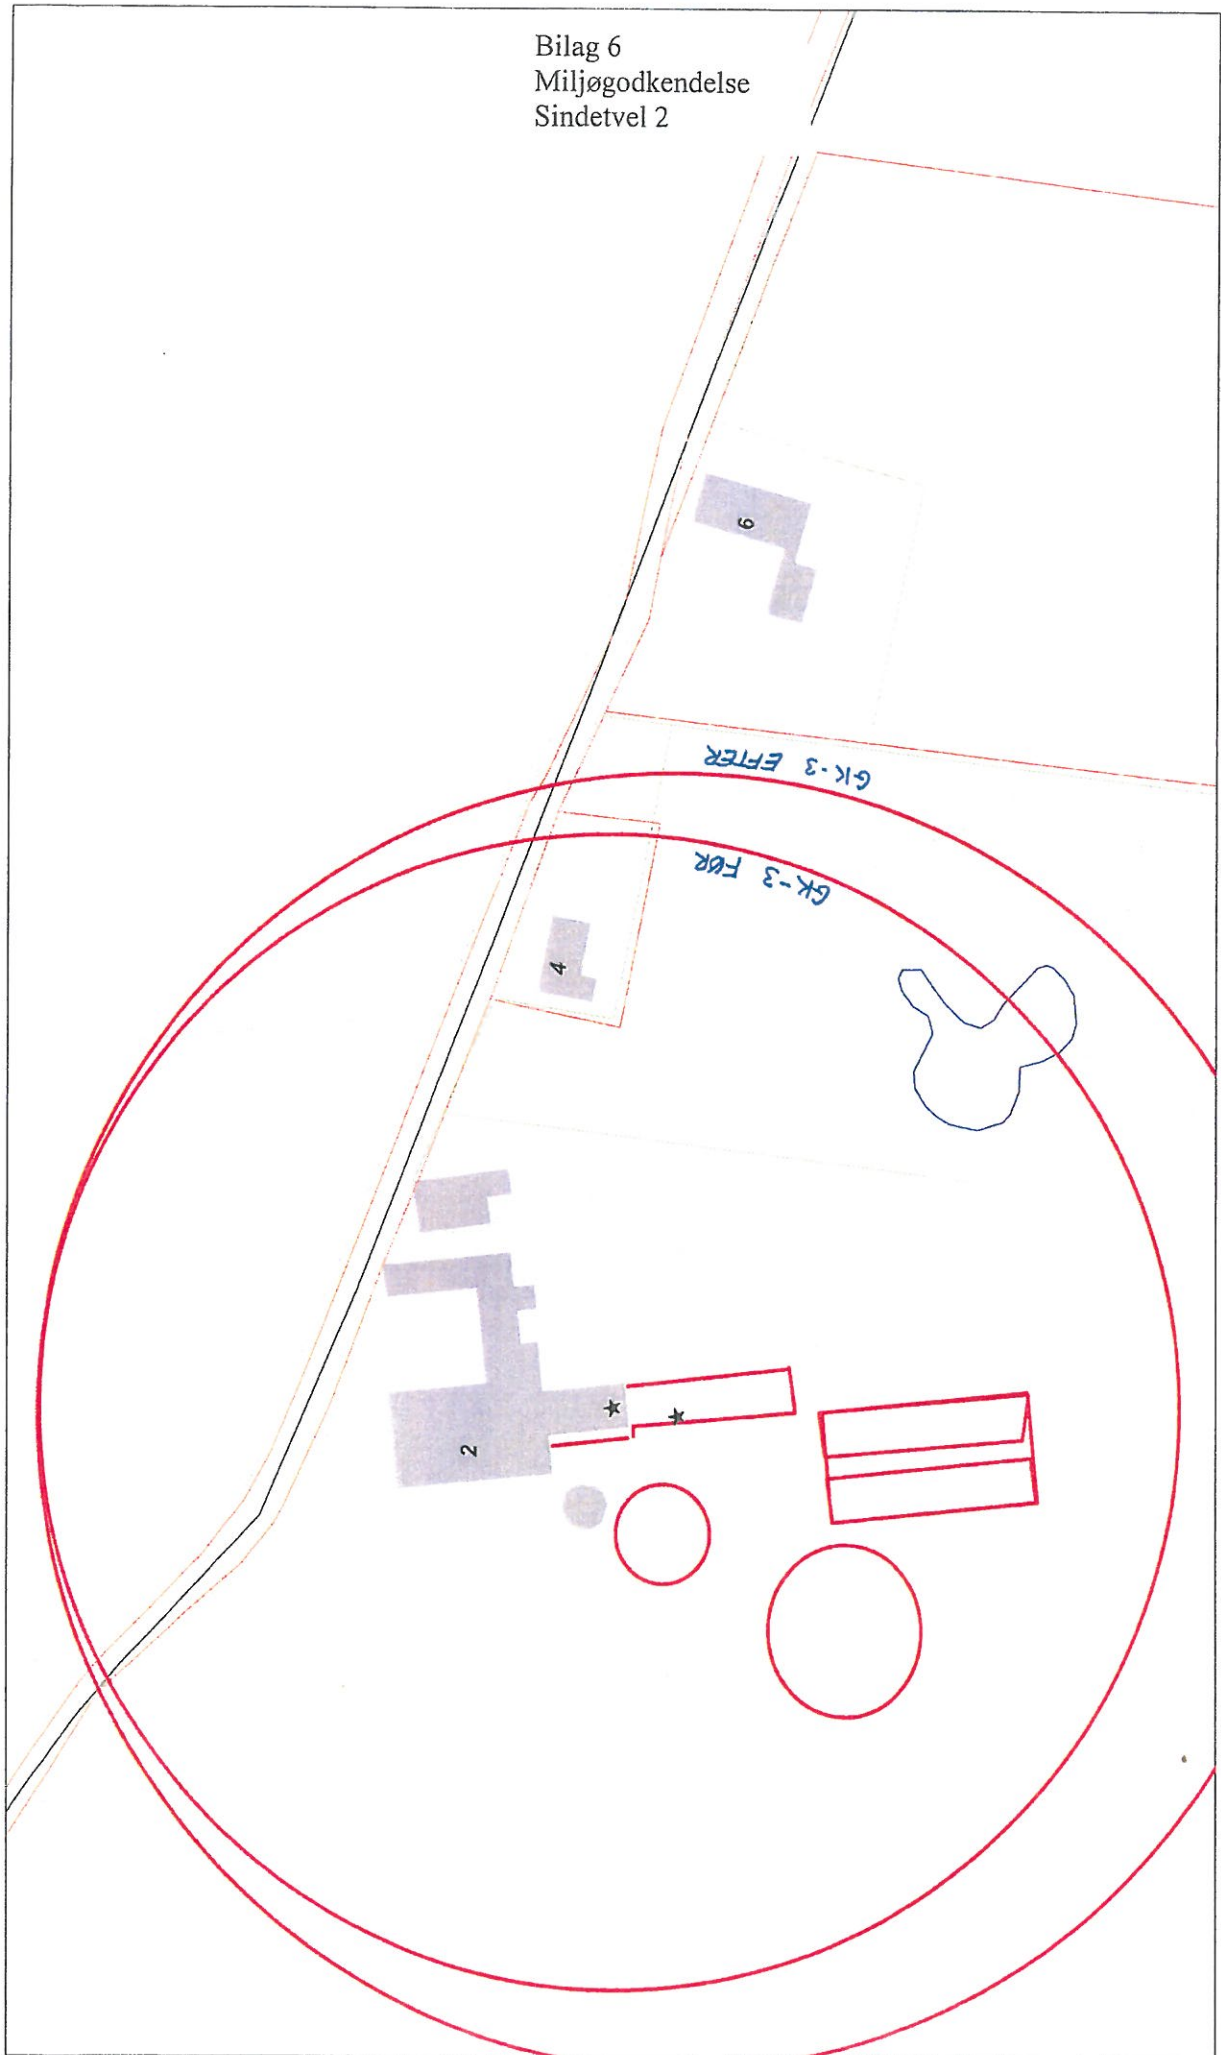 Bilag 6
Miljøgodkendelse
Sindetvel 2
6
GK-3 EFTER
GK-3 FØR
4
2